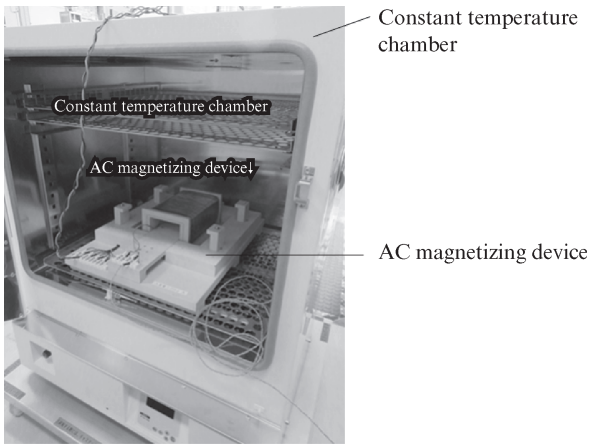 Constant temperature
chamber
Constant temperature chamber
AC magnetizing device↓
AC magnetizing device